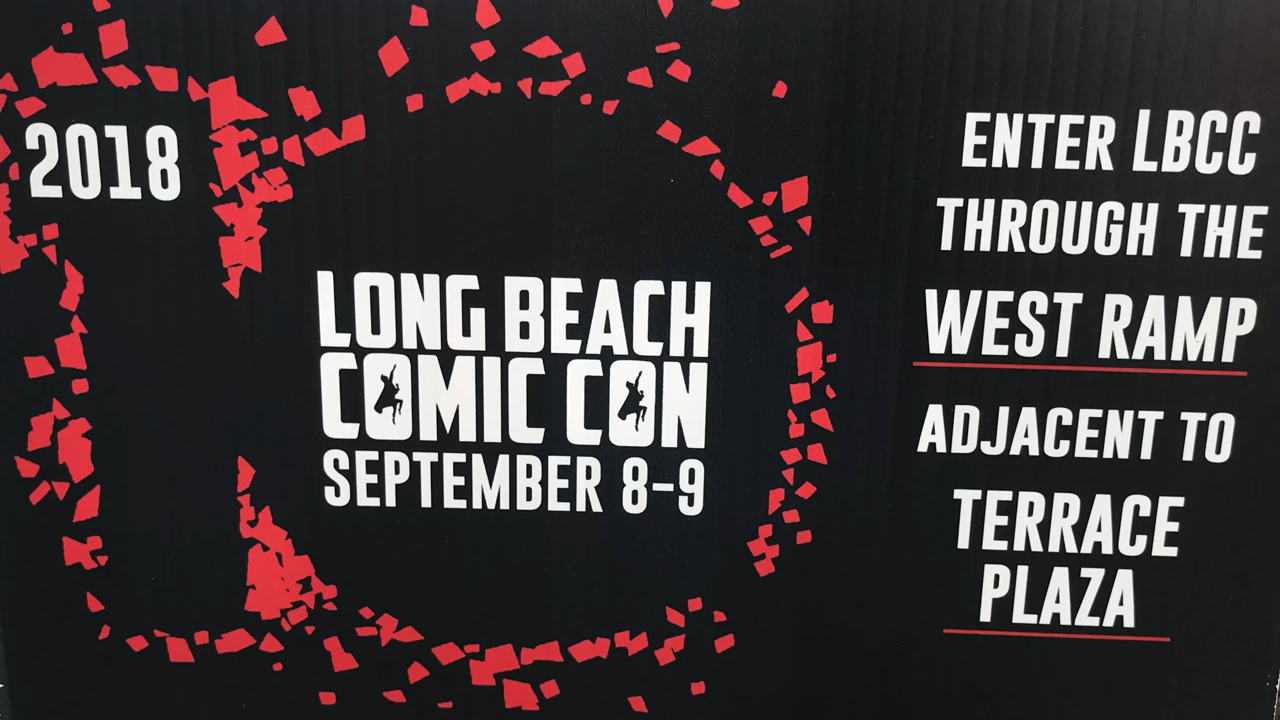 2018
LONG BEACH
COMIC CON
SEPTEMBER 8-9
ENTER LBCC
THROUGH THE
WEST RAMP
ADJACENT TO
TERRACE
PLAZA